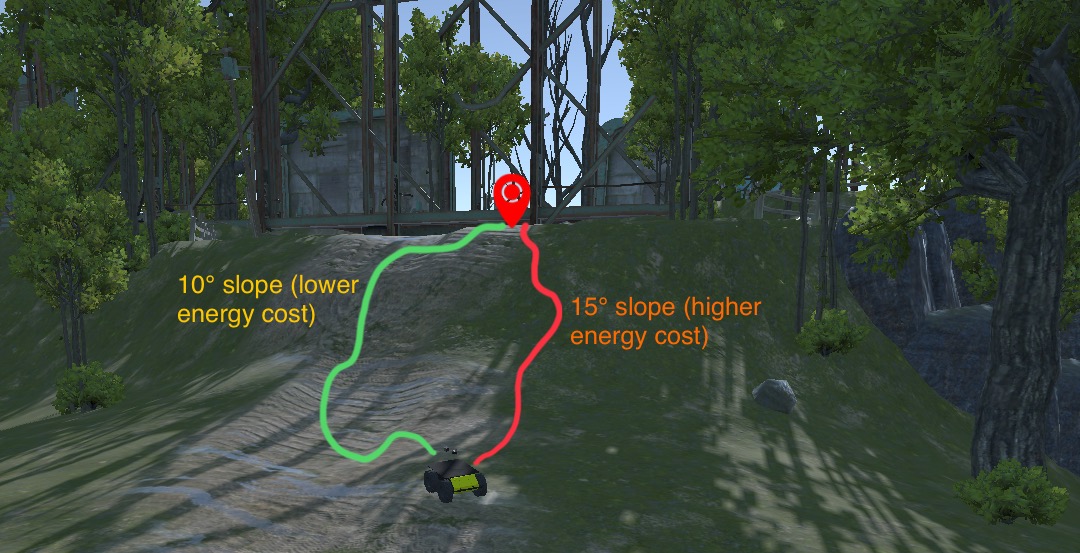 10° slope (lower
energy cost)
15° slope (higher
energy cost)